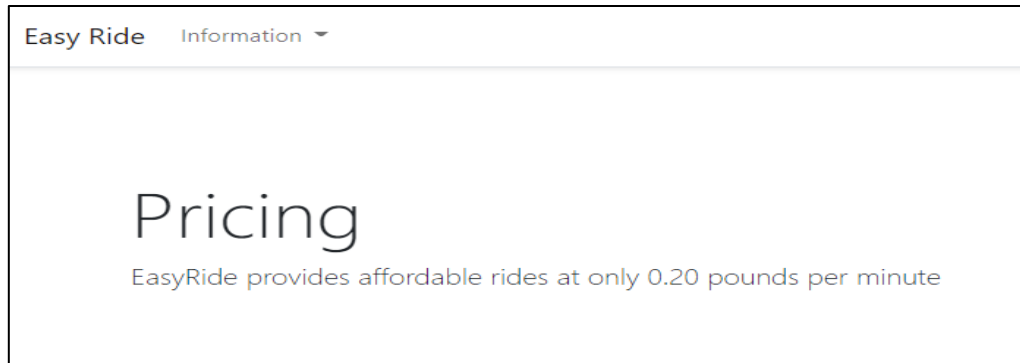 Easy Ride Information
Pricing
EasyRide provides affordable rides at only 0.20 pounds per minute